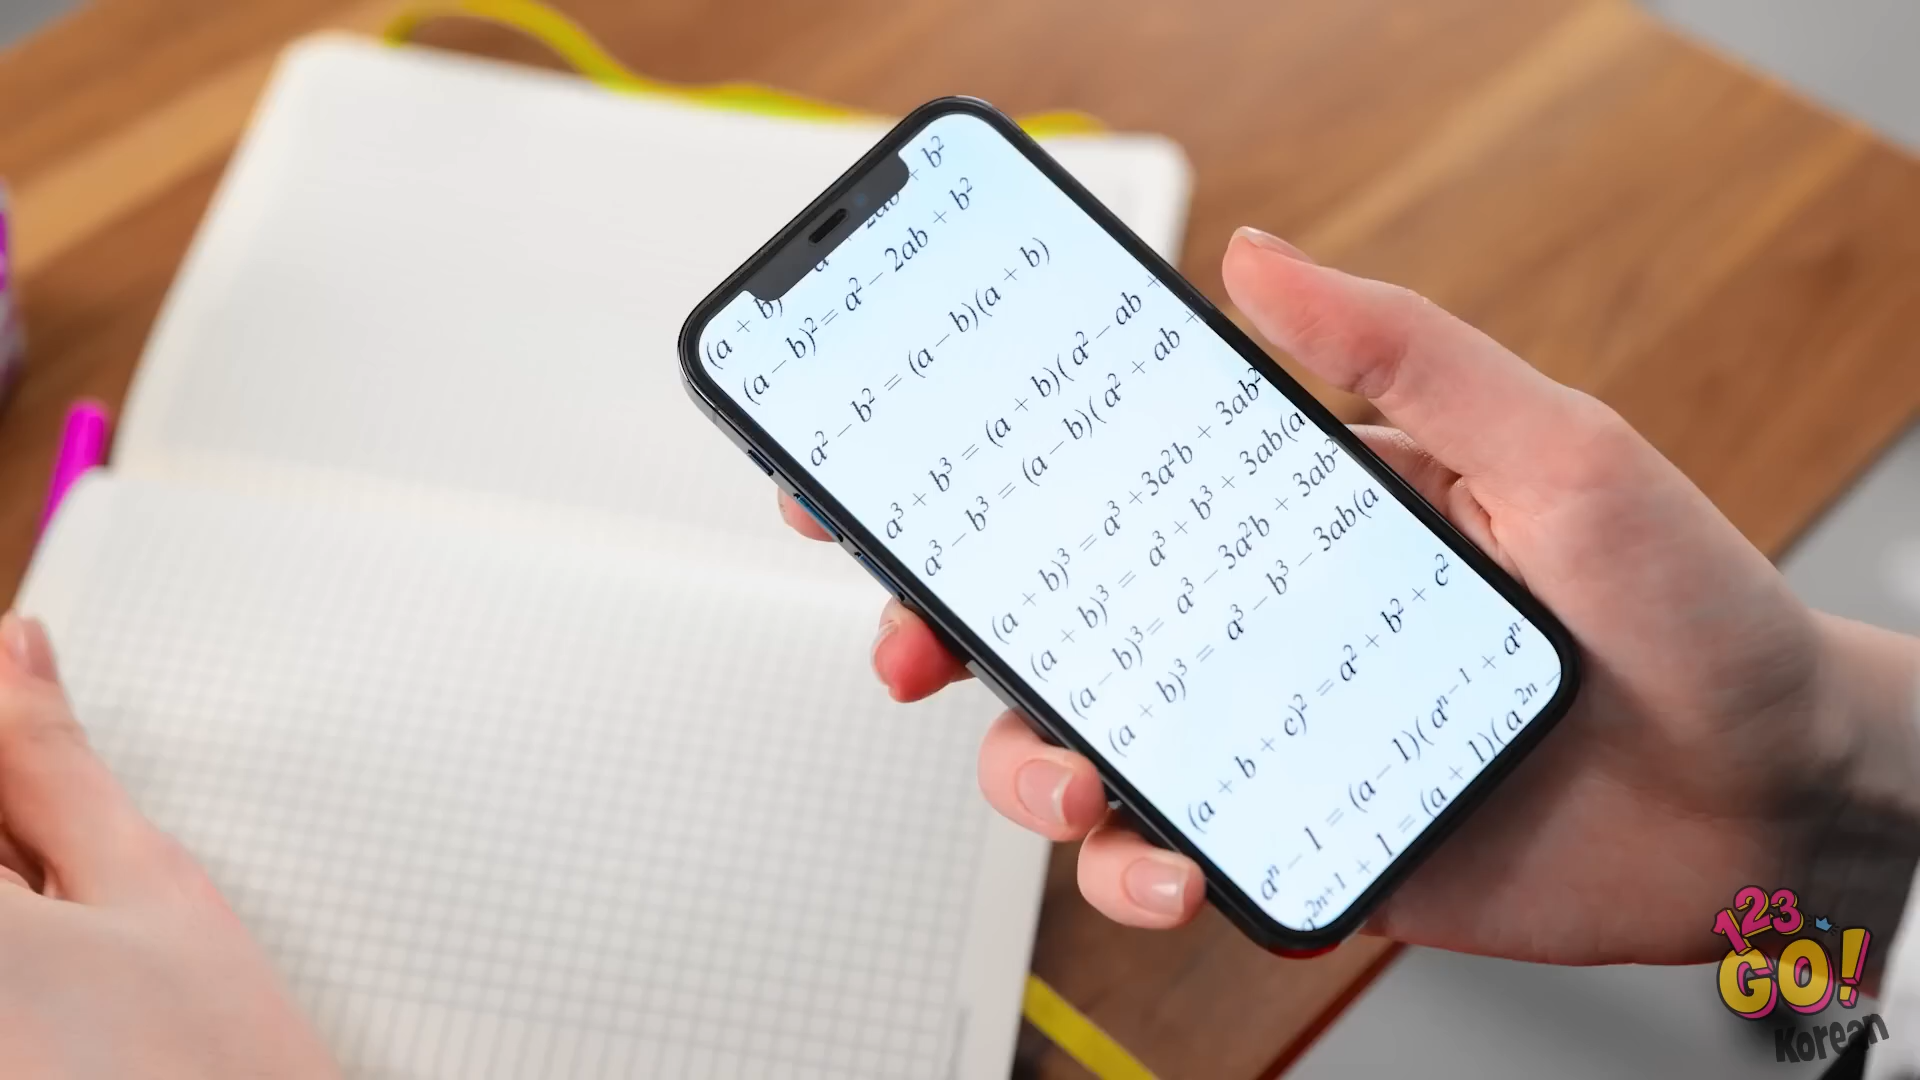 (a + b) a + 2ab + b²
(a − b)² = a² − 2ab + b²
a² − b² = (a − b)(a + b)
a³ + b³ = (a + b)(a² − ab +
a³ − b³ = (a − b)(a² + ab +
(a + b)³ = a³ + 3a²b + 3ab²
(a + b)³ = a³ + b³ + 3ab(a
(a − b)³ = a³ − 3a²b + 3ab²
(a + b)³ = a³ − b³ − 3ab(a
(a + b + c)² = a² + b² + c²
aⁿ − 1 = (a − 1)(aⁿ⁻¹ + aⁿ⁻
a²ⁿ⁺¹ + 1 = (a + 1)(a²ⁿ −
123
GO!
Korean